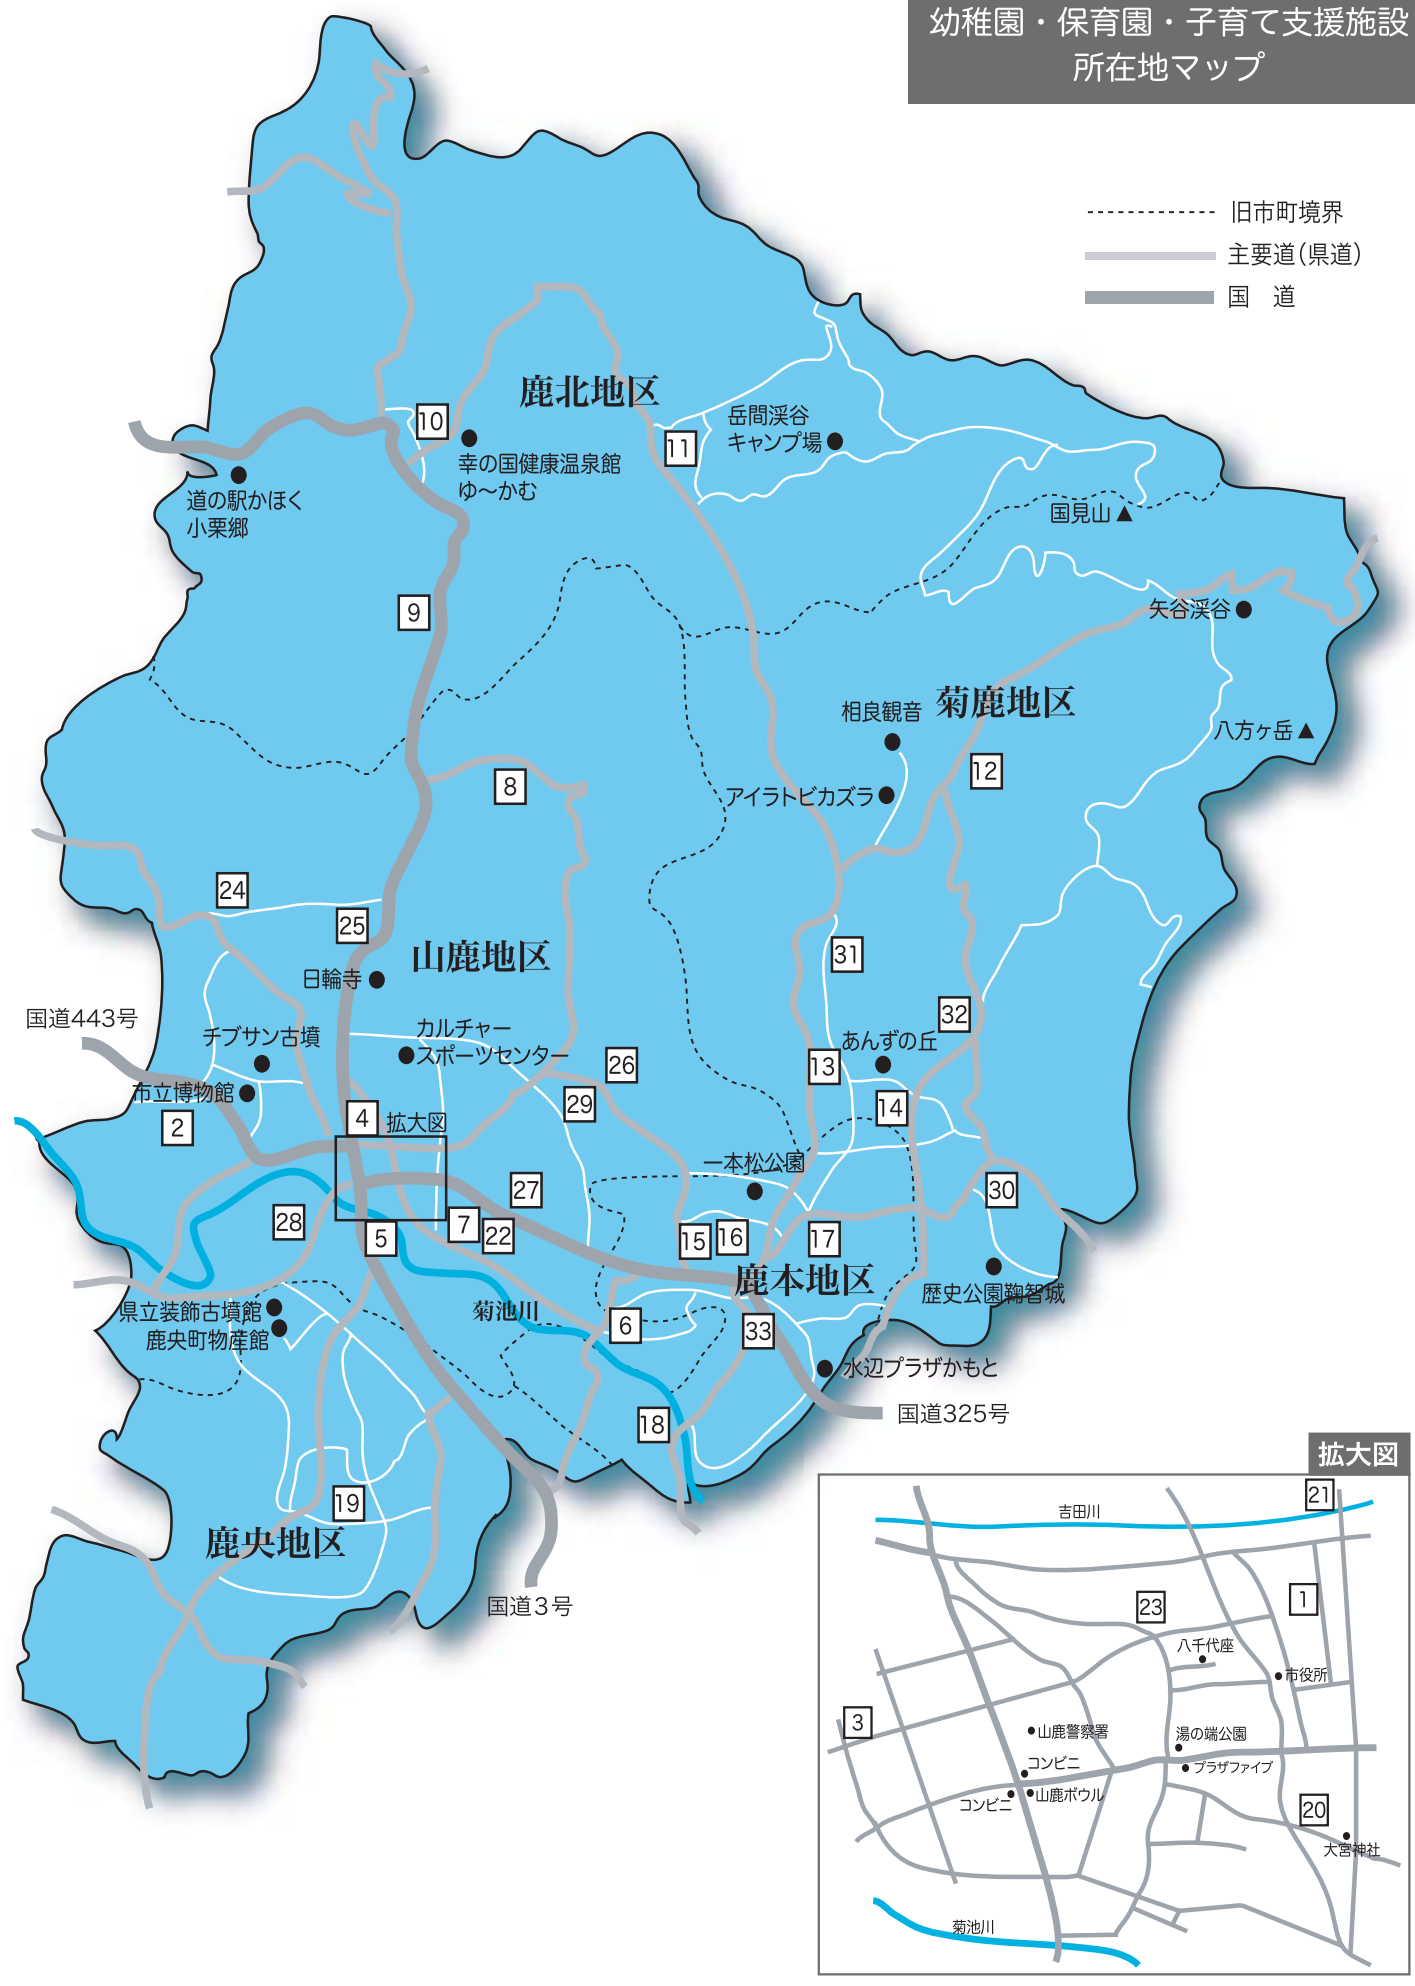 幼稚園・保育園・子育て支援施設
所在地マップ
旧市町境界
主要道(県道)
国　道
鹿北地区
10
11
岳間渓谷
キャンプ場
幸の国健康温泉館
ゆ〜かむ
道の駅かほく
小栗郷
国見山▲
9
矢谷渓谷
相良観音
菊鹿地区
八方ヶ岳▲
12
8
アイラトビカズラ
24
25
山鹿地区
31
日輪寺
国道443号
32
チブサン古墳
カルチャー
スポーツセンター
あんずの丘
26
13
市立博物館
29
14
2
4
拡大図
一本松公園
27
30
28
5
7
22
15
16
17
鹿本地区
歴史公園鞠智城
県立装飾古墳館
鹿央町物産館
菊池川
6
33
水辺プラザかもと
国道325号
18
19
鹿央地区
国道3号
拡大図
21
吉田川
1
23
八千代座
市役所
3
山鹿警察署
湯の端公園
コンビニ
プラザファイブ
コンビニ
山鹿ボウル
20
大宮神社
菊池川